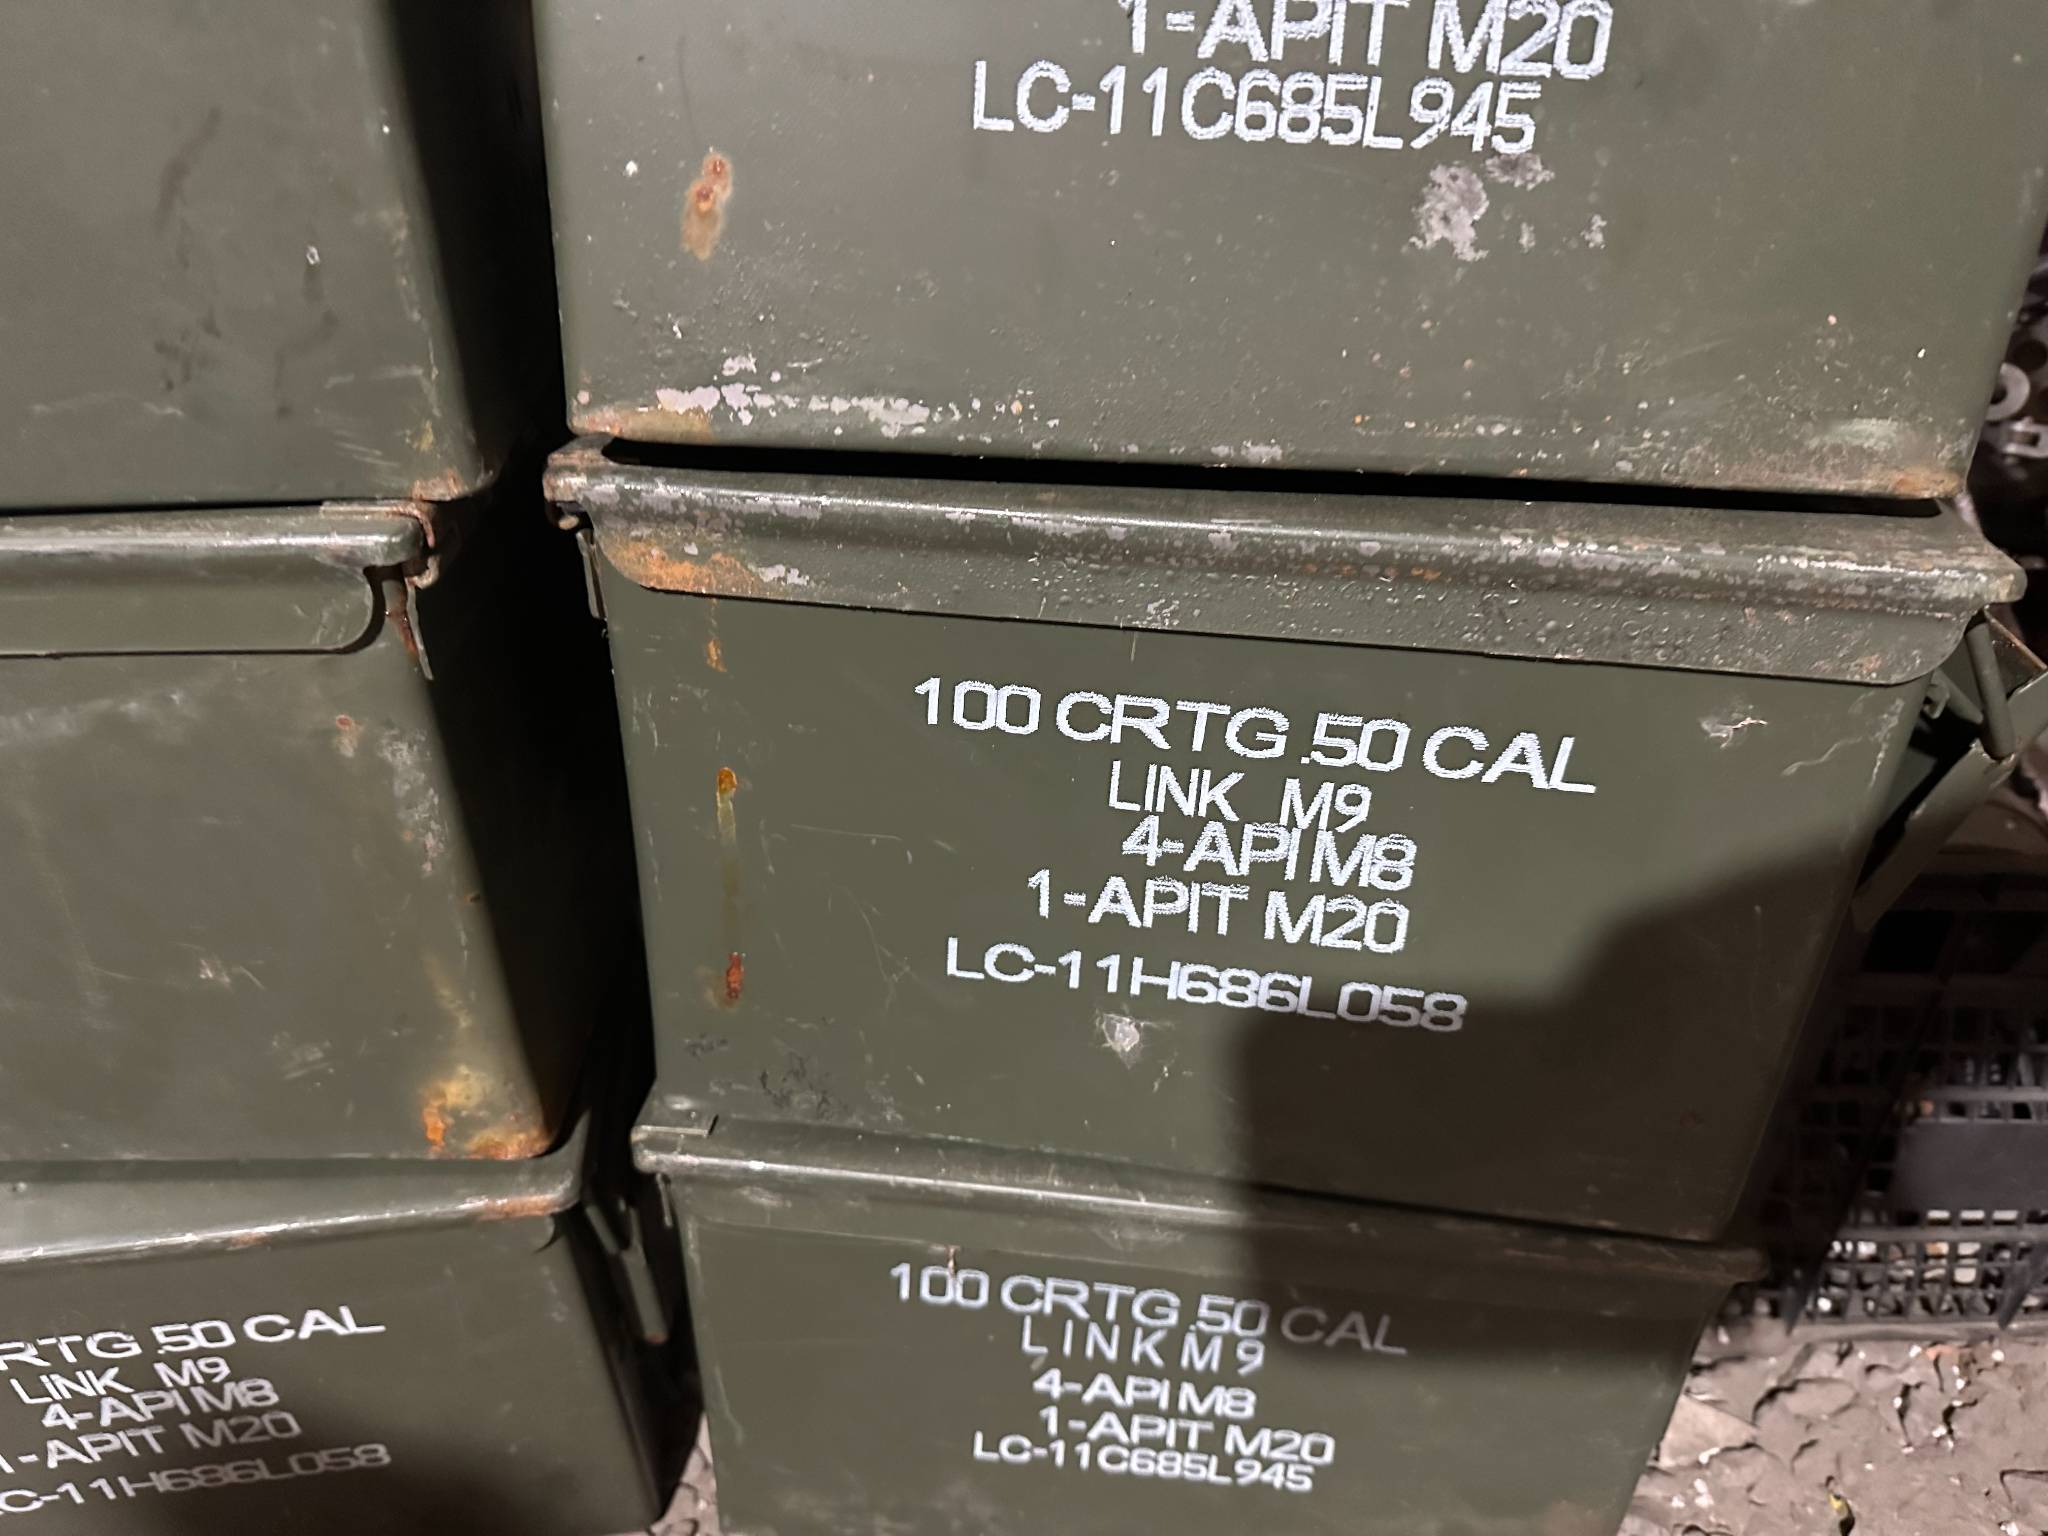 1-APIT M20
LC-11C685L945
100 CRTG .50 CAL
LINK M9
4-API M8
1-APIT M20
LC-11H686L058
100 CRTG .50 CAL
LINK M9
4-API M8
1-APIT M20
LC-11C685L945
RTG .50 CAL
LINK M9
4-API M8
1-APIT M20
C-11H686L058